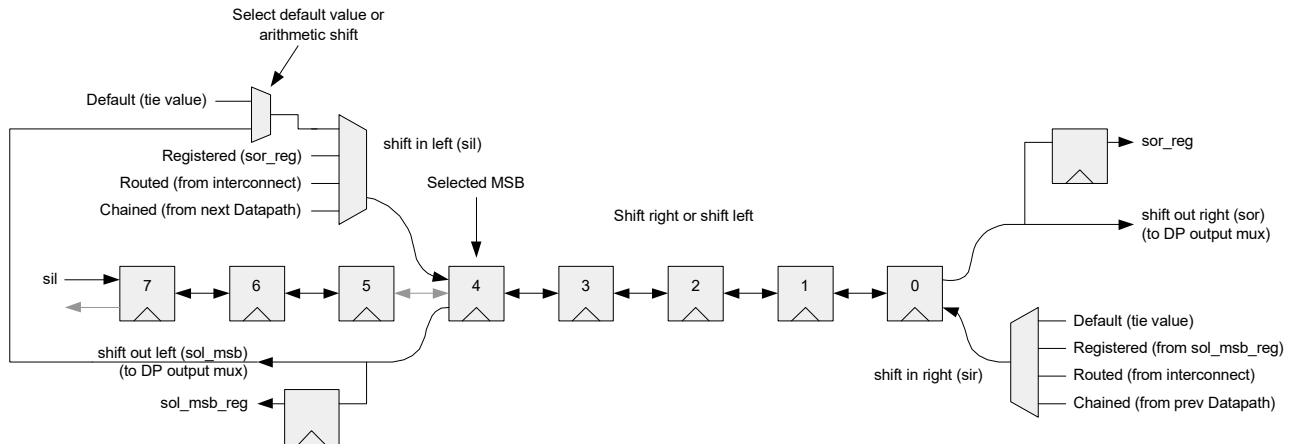 Select default value or
arithmetic shift
Default (tie value)
shift in left (sil)
Registered (sor_reg)
Routed (from interconnect)
Chained (from next Datapath)
Selected MSB
Shift right or shift left
sor_reg
shift out right (sor)
(to DP output mux)
sil
7
6
5
4
3
2
1
0
shift out left (sol_msb)
(to DP output mux)
sol_msb_reg
shift in right (sir)
Default (tie value)
Registered (from sol_msb_reg)
Routed (from interconnect)
Chained (from prev Datapath)